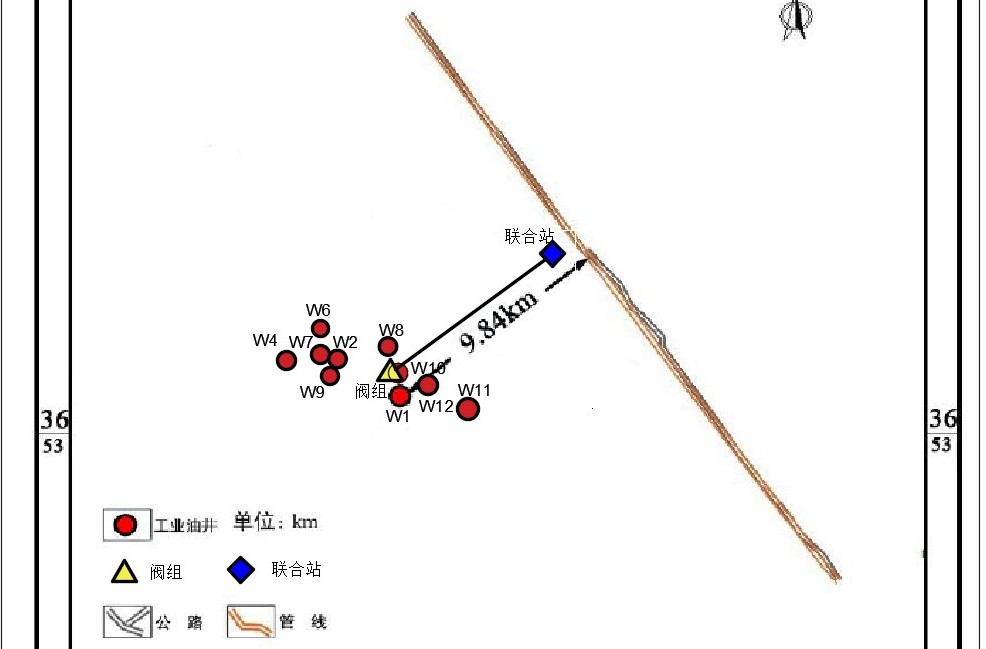 联合站
9.84km
W6
W8
W4
W7
W2
W10
W9
阀组
W11
W12
W1
36
53
36
53
工业油井
单位: km
阀组
联合站
公 路
管 线